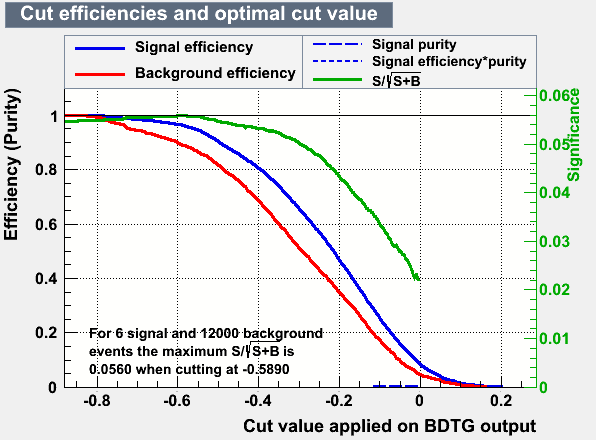 Cut efficiencies and optimal cut value
Signal efficiency
Background efficiency
Signal purity
Signal efficiency*purity
S/√S+B
Efficiency (Purity)
1
0.8
0.6
0.4
0.2
0
0.06
0.05
0.04
0.03
0.02
0.01
0
Significance
For 6 signal and 12000 background
events the maximum S/√S+B is
0.0560 when cutting at -0.5890
-0.8 -0.6 -0.4 -0.2 0 0.2
Cut value applied on BDTG output